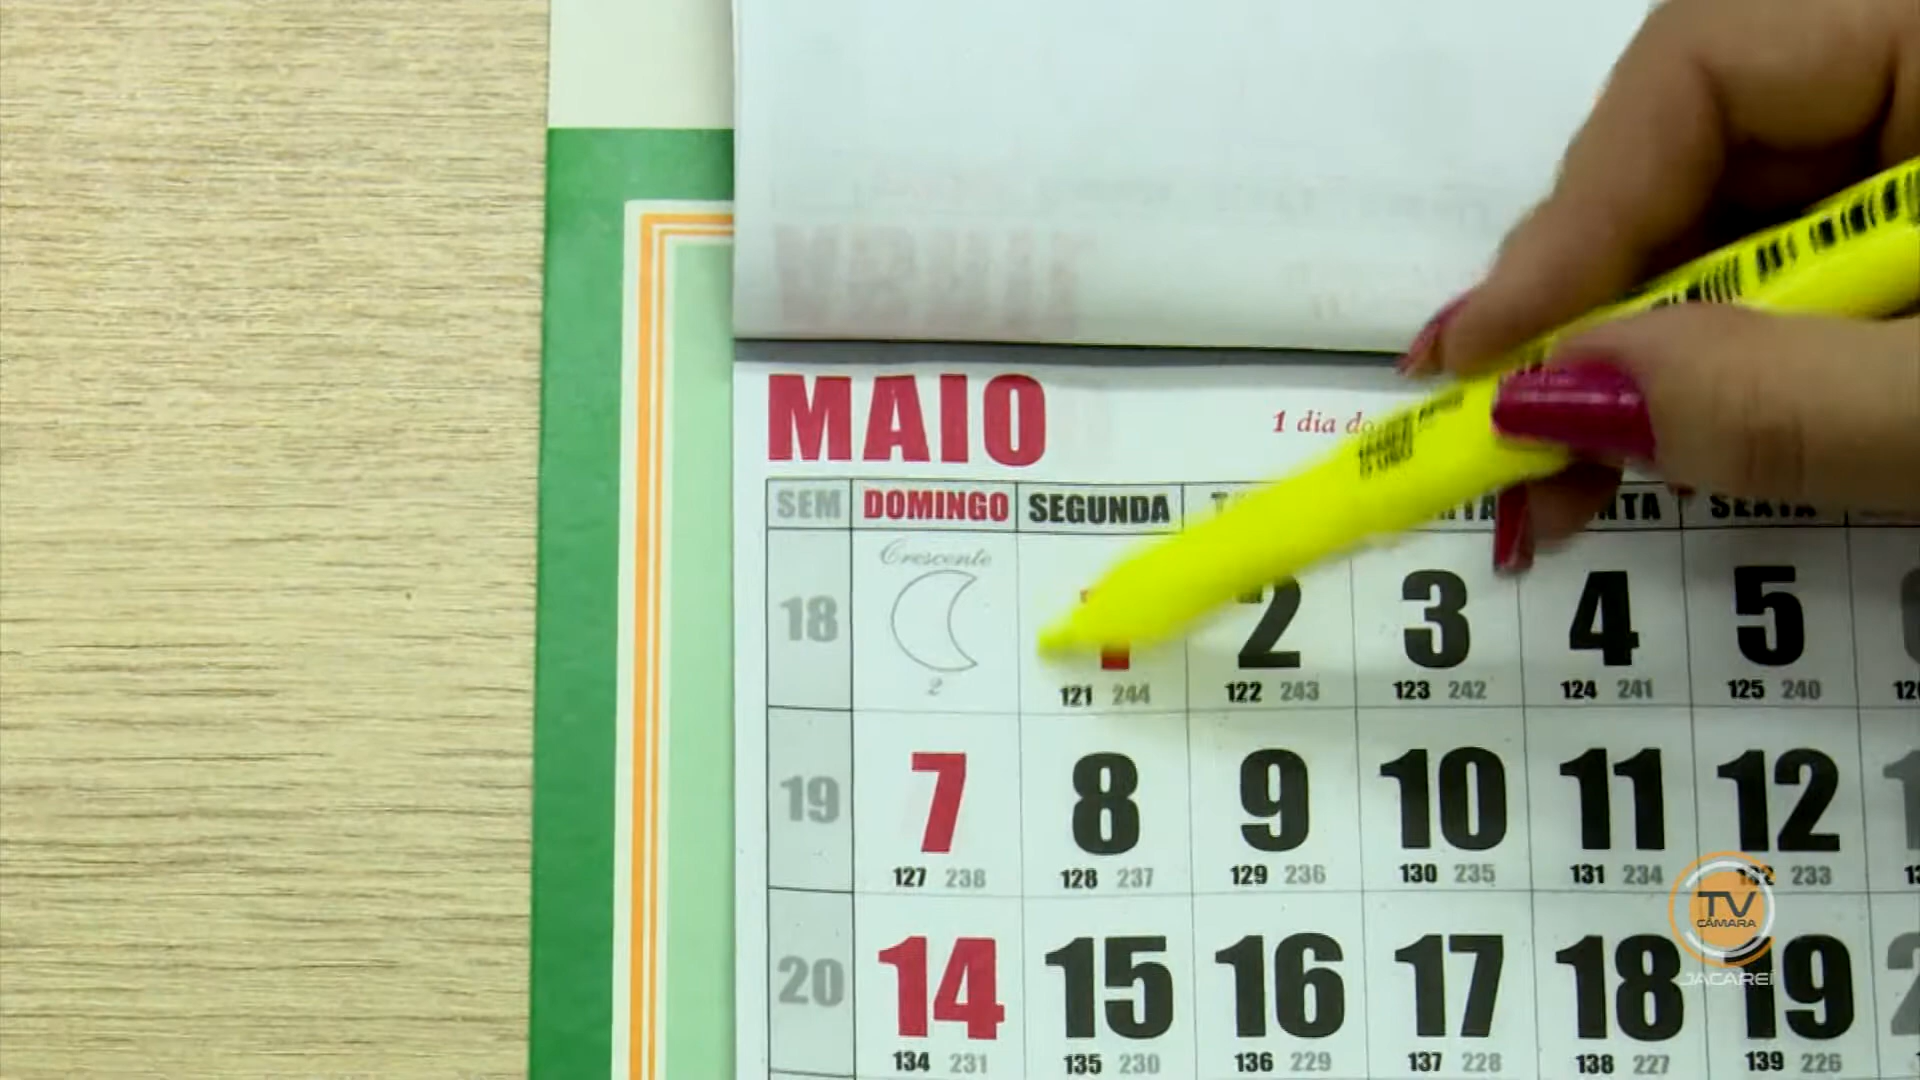 MAIO
1 dia do
SEM DOMINGO SEGUNDA SEXTA
Crescente
2
18 2 3 4 5
121 244 122 243 123 242 124 241 125 240
19 7 8 9 10 11 12
127 238 128 237 129 236 130 235 131 234 132 233
20 14 15 16 17 18 19
134 231 135 230 136 229 137 228 138 227 139 226
TV
CÂMARA
JACAREÍ